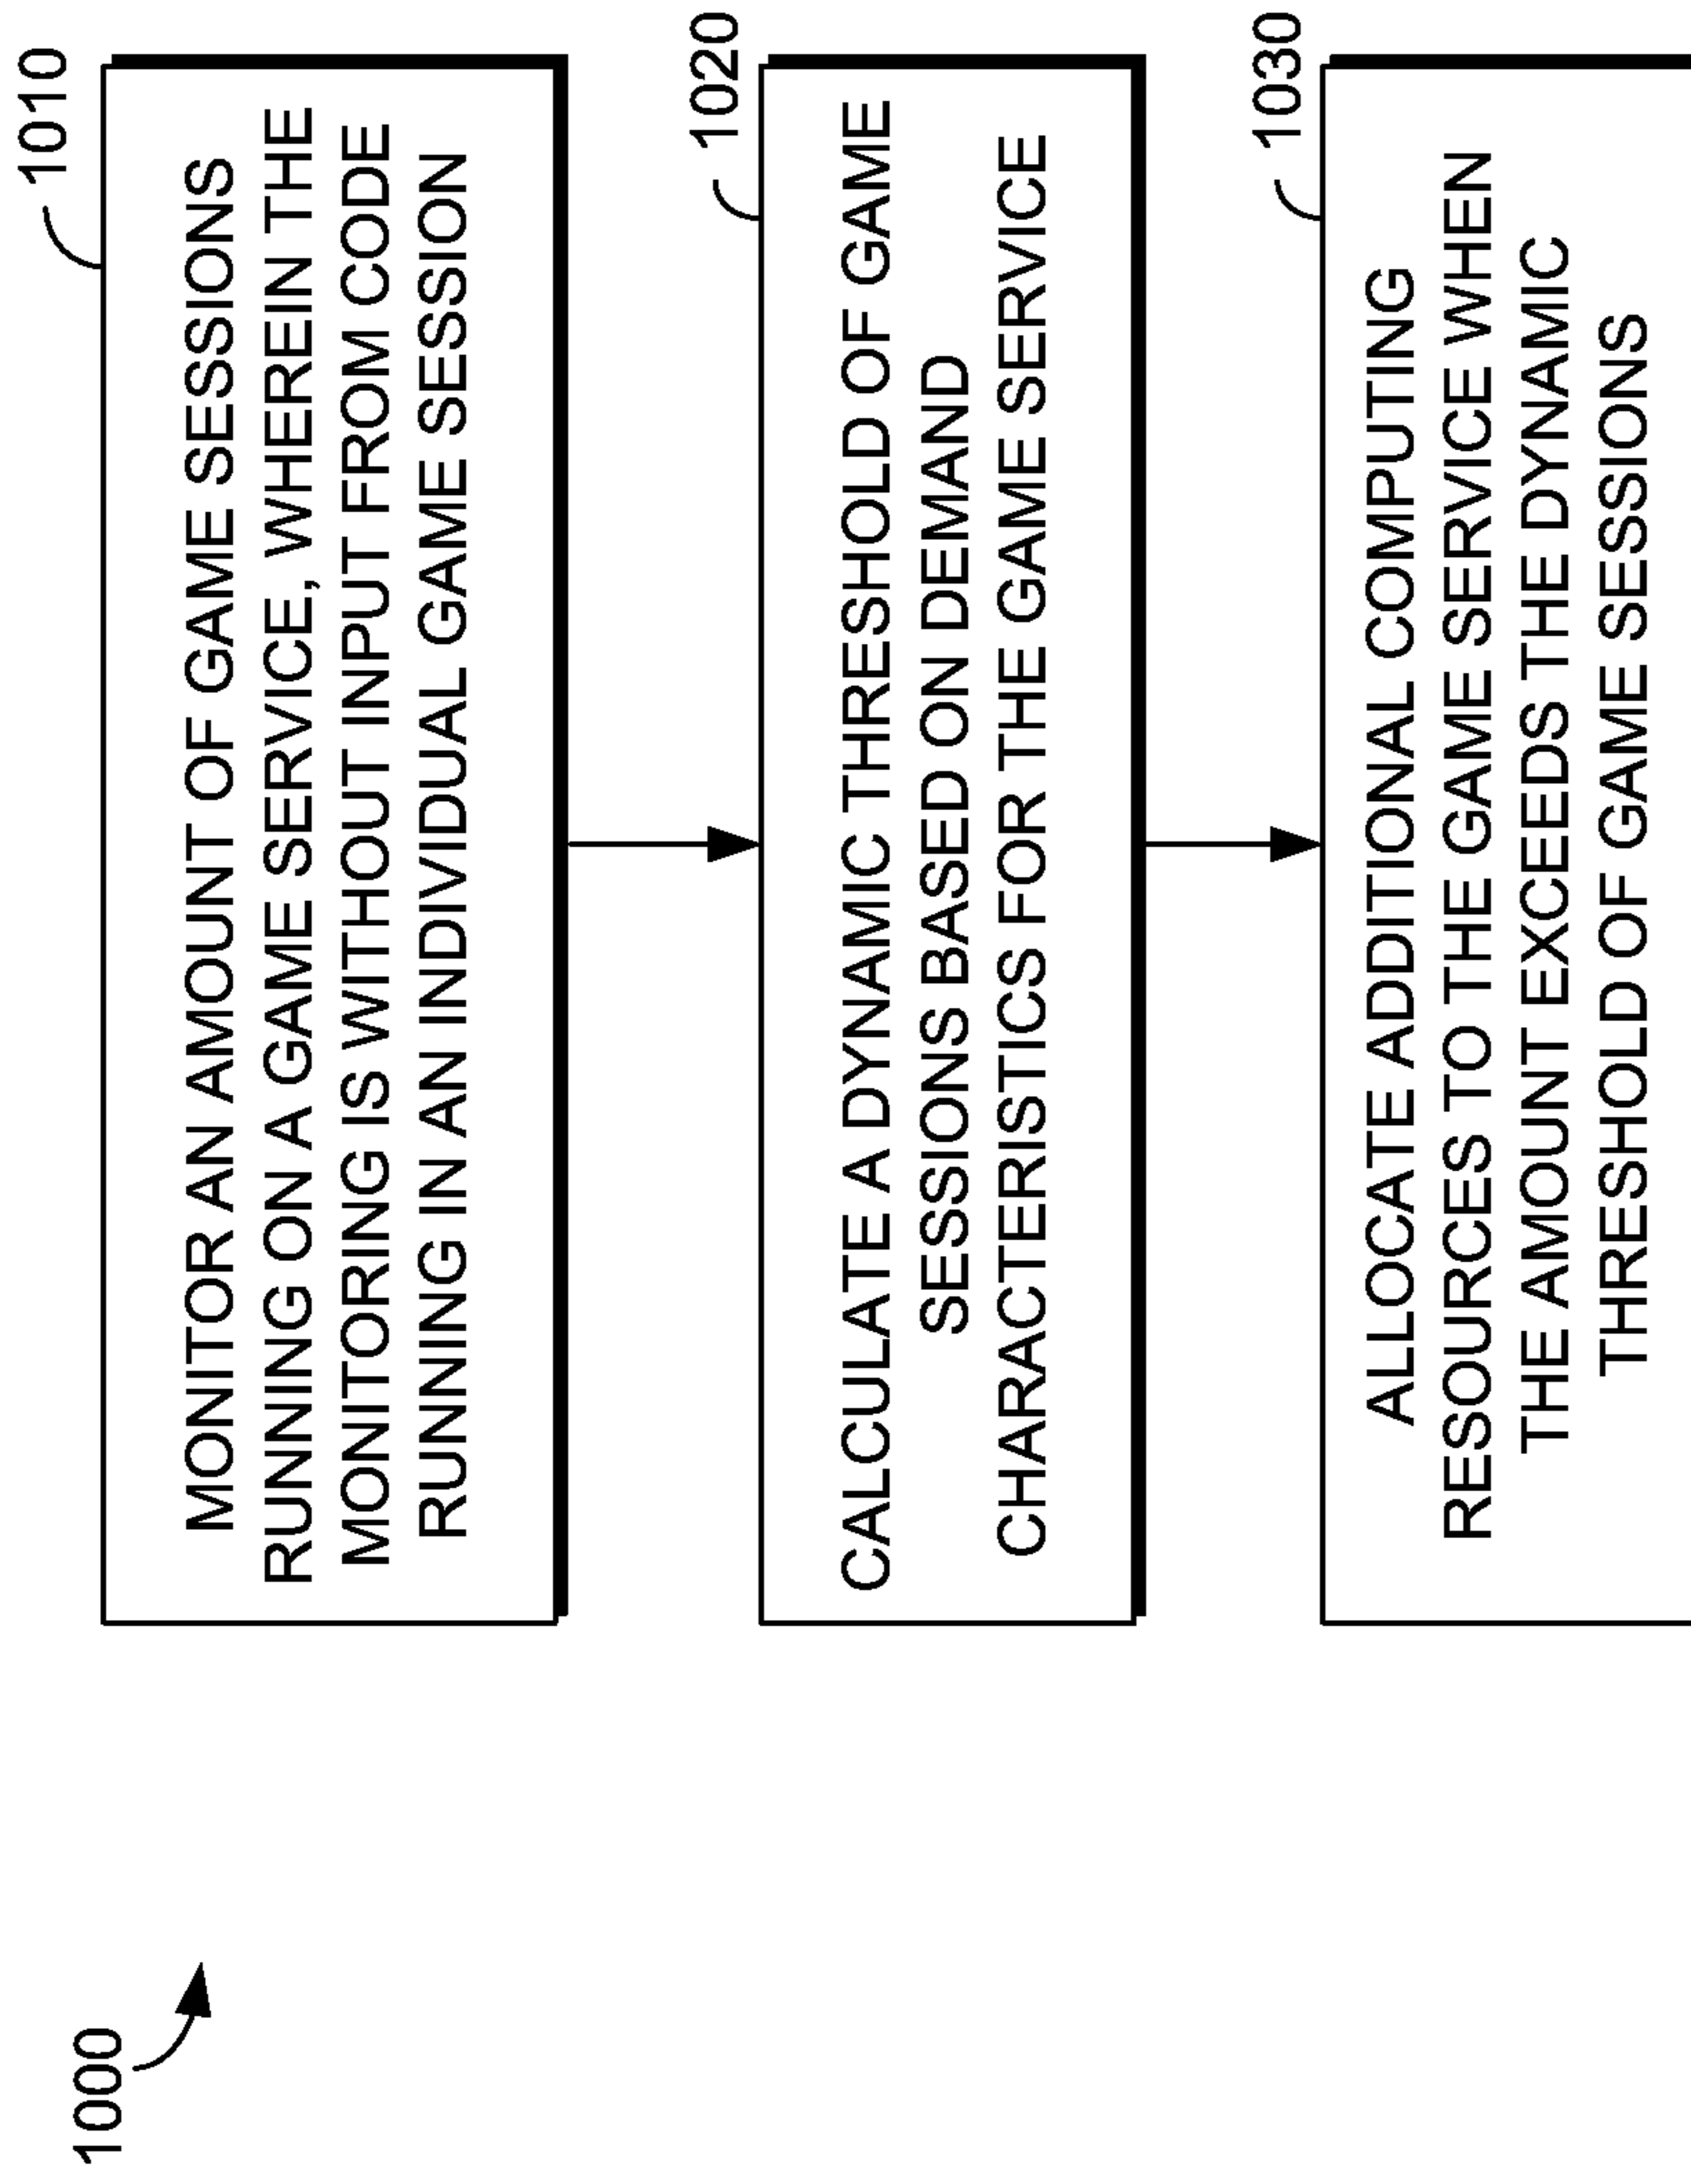 1000
1010
MONITOR AN AMOUNT OF GAME SESSIONS
RUNNING ON A GAME SERVICE, WHEREIN THE
MONITORING IS WITHOUT INPUT FROM CODE
RUNNING IN AN INDIVIDUAL GAME SESSION
1020
CALCULATE A DYNAMIC THRESHOLD OF GAME
SESSIONS BASED ON DEMAND
CHARACTERISTICS FOR THE GAME SERVICE
1030
ALLOCATE ADDITIONAL COMPUTING
RESOURCES TO THE GAME SERVICE WHEN
THE AMOUNT EXCEEDS THE DYNAMIC
THRESHOLD OF GAME SESSIONS